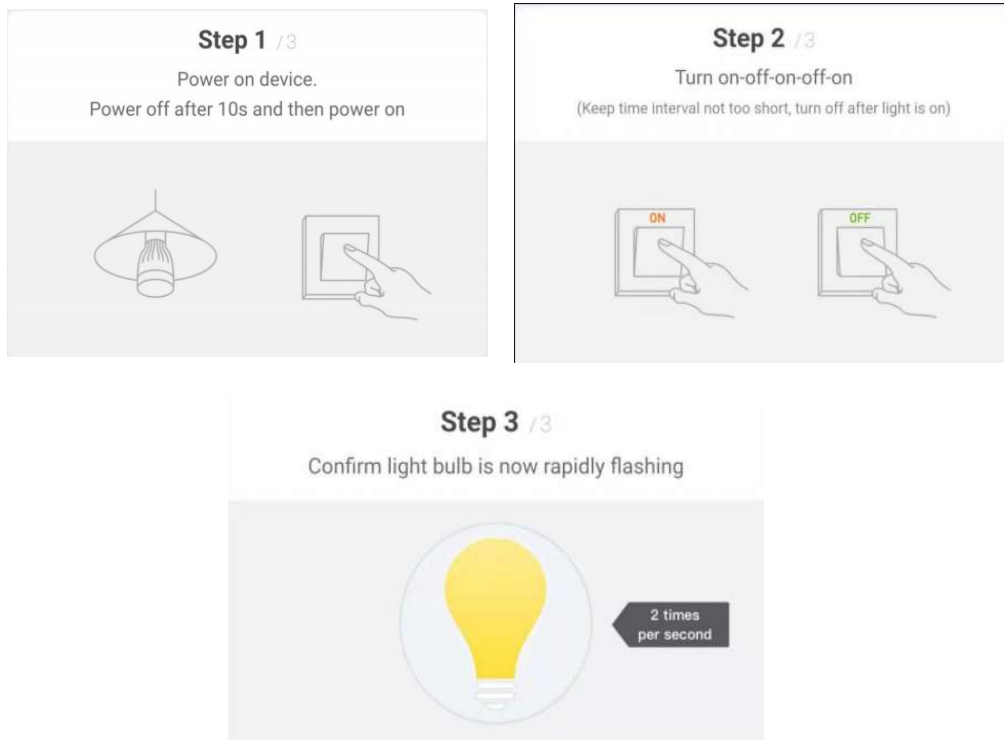 Step 1 /3
Power on device.
Power off after 10s and then power on
Step 2 /3
Turn on-off-on-off-on
(Keep time interval not too short, turn off after light is on)
ON
OFF
Step 3 /3
Confirm light bulb is now rapidly flashing
2 times
per second